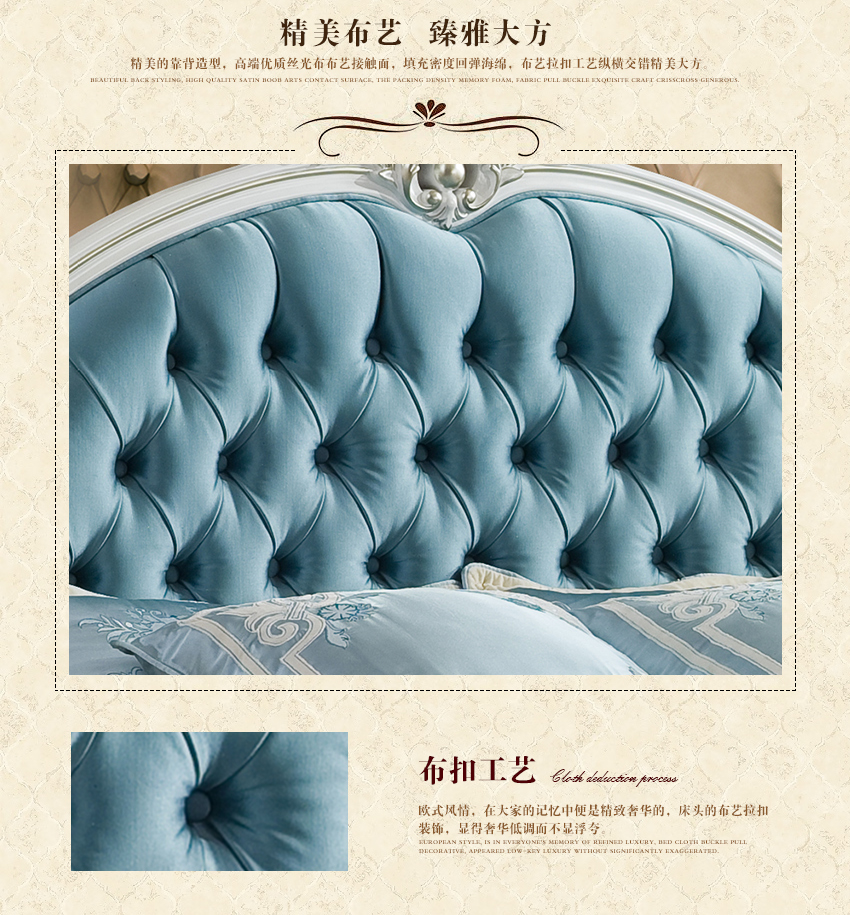 精美布艺 臻雅大方
精美的靠背造型，高端优质丝光布布艺接触面，填充密度回弹海绵，布艺拉扣工艺纵横交错精美大方。
BEAUTIFUL BACK STYLING, HIGH QUALITY SATIN BOOB ARTS CONTACT SURFACE, THE PACKING DENSITY MEMORY FOAM, FABRIC PULL BUCKLE EXQUISITE CRAFT CRISSCROSS GENEROUS.
布扣工艺 Cloth deduction process
欧式风情，在大家的记忆中便是精致奢华的，床头的布艺拉扣
装饰，显得奢华低调而不显浮夸。
EUROPEAN STYLE, IS IN EVERYONE'S MEMORY OF REFINED LUXURY, BED CLOTH BUCKLE PULL
DECORATIVE, APPEARED LOW-KEY LUXURY WITHOUT SIGNIFICANTLY EXAGGERATED.